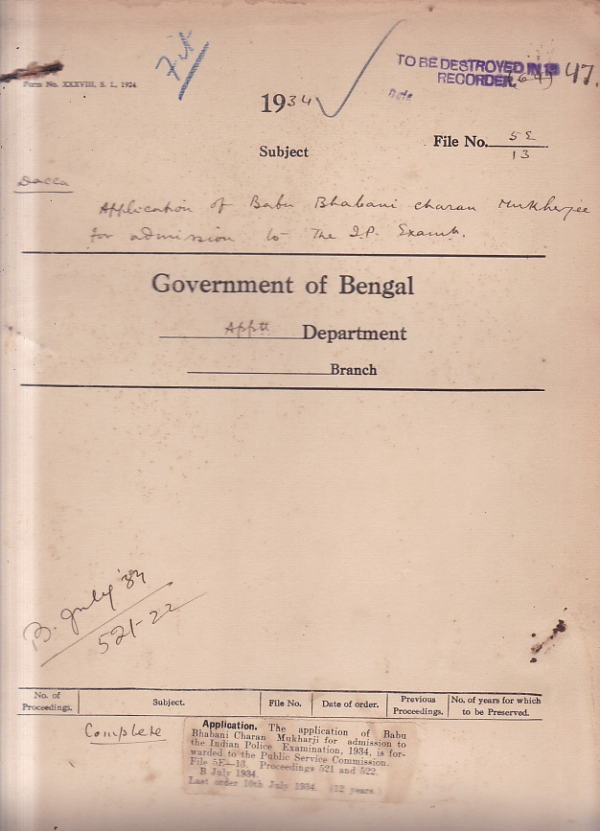 Fit
TO BE DESTROYED IN
RECORDER.
47.
Date
Form No. XXXVIII, S. I., 1924
1934
File No. 5E
13
Subject
Dacca
Application of Babu Bhabani Charan Mukherjee
for admission to The I.P. Examn.
Government of Bengal
Apptt Department
Branch
B. July '34
521-22
No. of Proceedings. Subject. File No. Date of order. Previous Proceedings. No. of years for which to be Preserved.
Complete
Application. The application of Babu
Bhabani Charan Mukharji for admission to
the Indian Police Examination, 1934, is for-
warded to the Public Service Commission.
File 5E—13. Proceedings 521 and 522.
B July 1934.
Last order 10th July 1934. (12 years.)